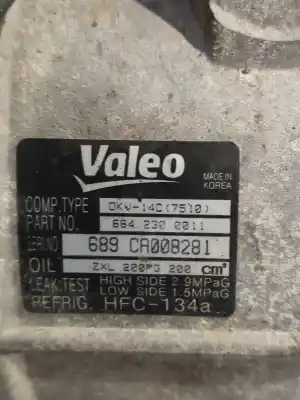 Valeo
MADE IN
KOREA
COMP.TYPE DKV-14C(7510)
PART NO. 664 230 0011
SERI.NO 689 CA008281
OIL ZXL 200PG 200 cm³
LEAK.TEST HIGH SIDE 2.9MPaG
LOW SIDE 1.5MPaG
REFRIG. HFC-134a